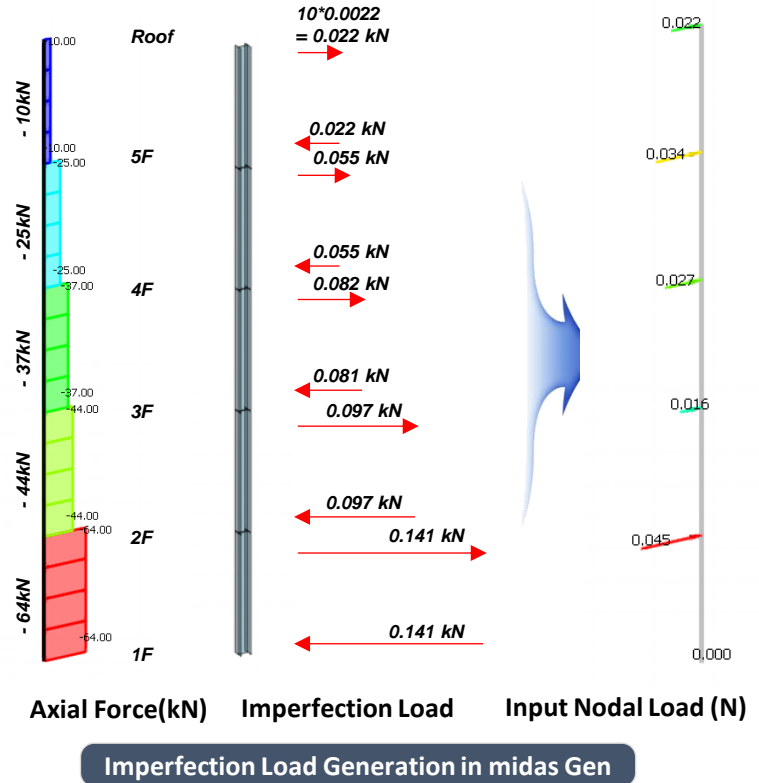 10*0.0022
Roof
= 0.022 kN
0.022
10.00
- 10kN
0.022 kN
10.00
5F
0.055 kN
0.034
-25.00
- 25kN
0.055 kN
-25.00
4F
0.082 kN
0.027
-37.00
- 37kN
0.081 kN
-37.00
3F
0.097 kN
0.016
-44.00
- 44kN
0.097 kN
-44.00
2F
0.141 kN
0.045
-64.00
- 64kN
0.141 kN
-64.00
1F
0.000
Axial Force(kN)
Imperfection Load
Input Nodal Load (N)
Imperfection Load Generation in midas Gen